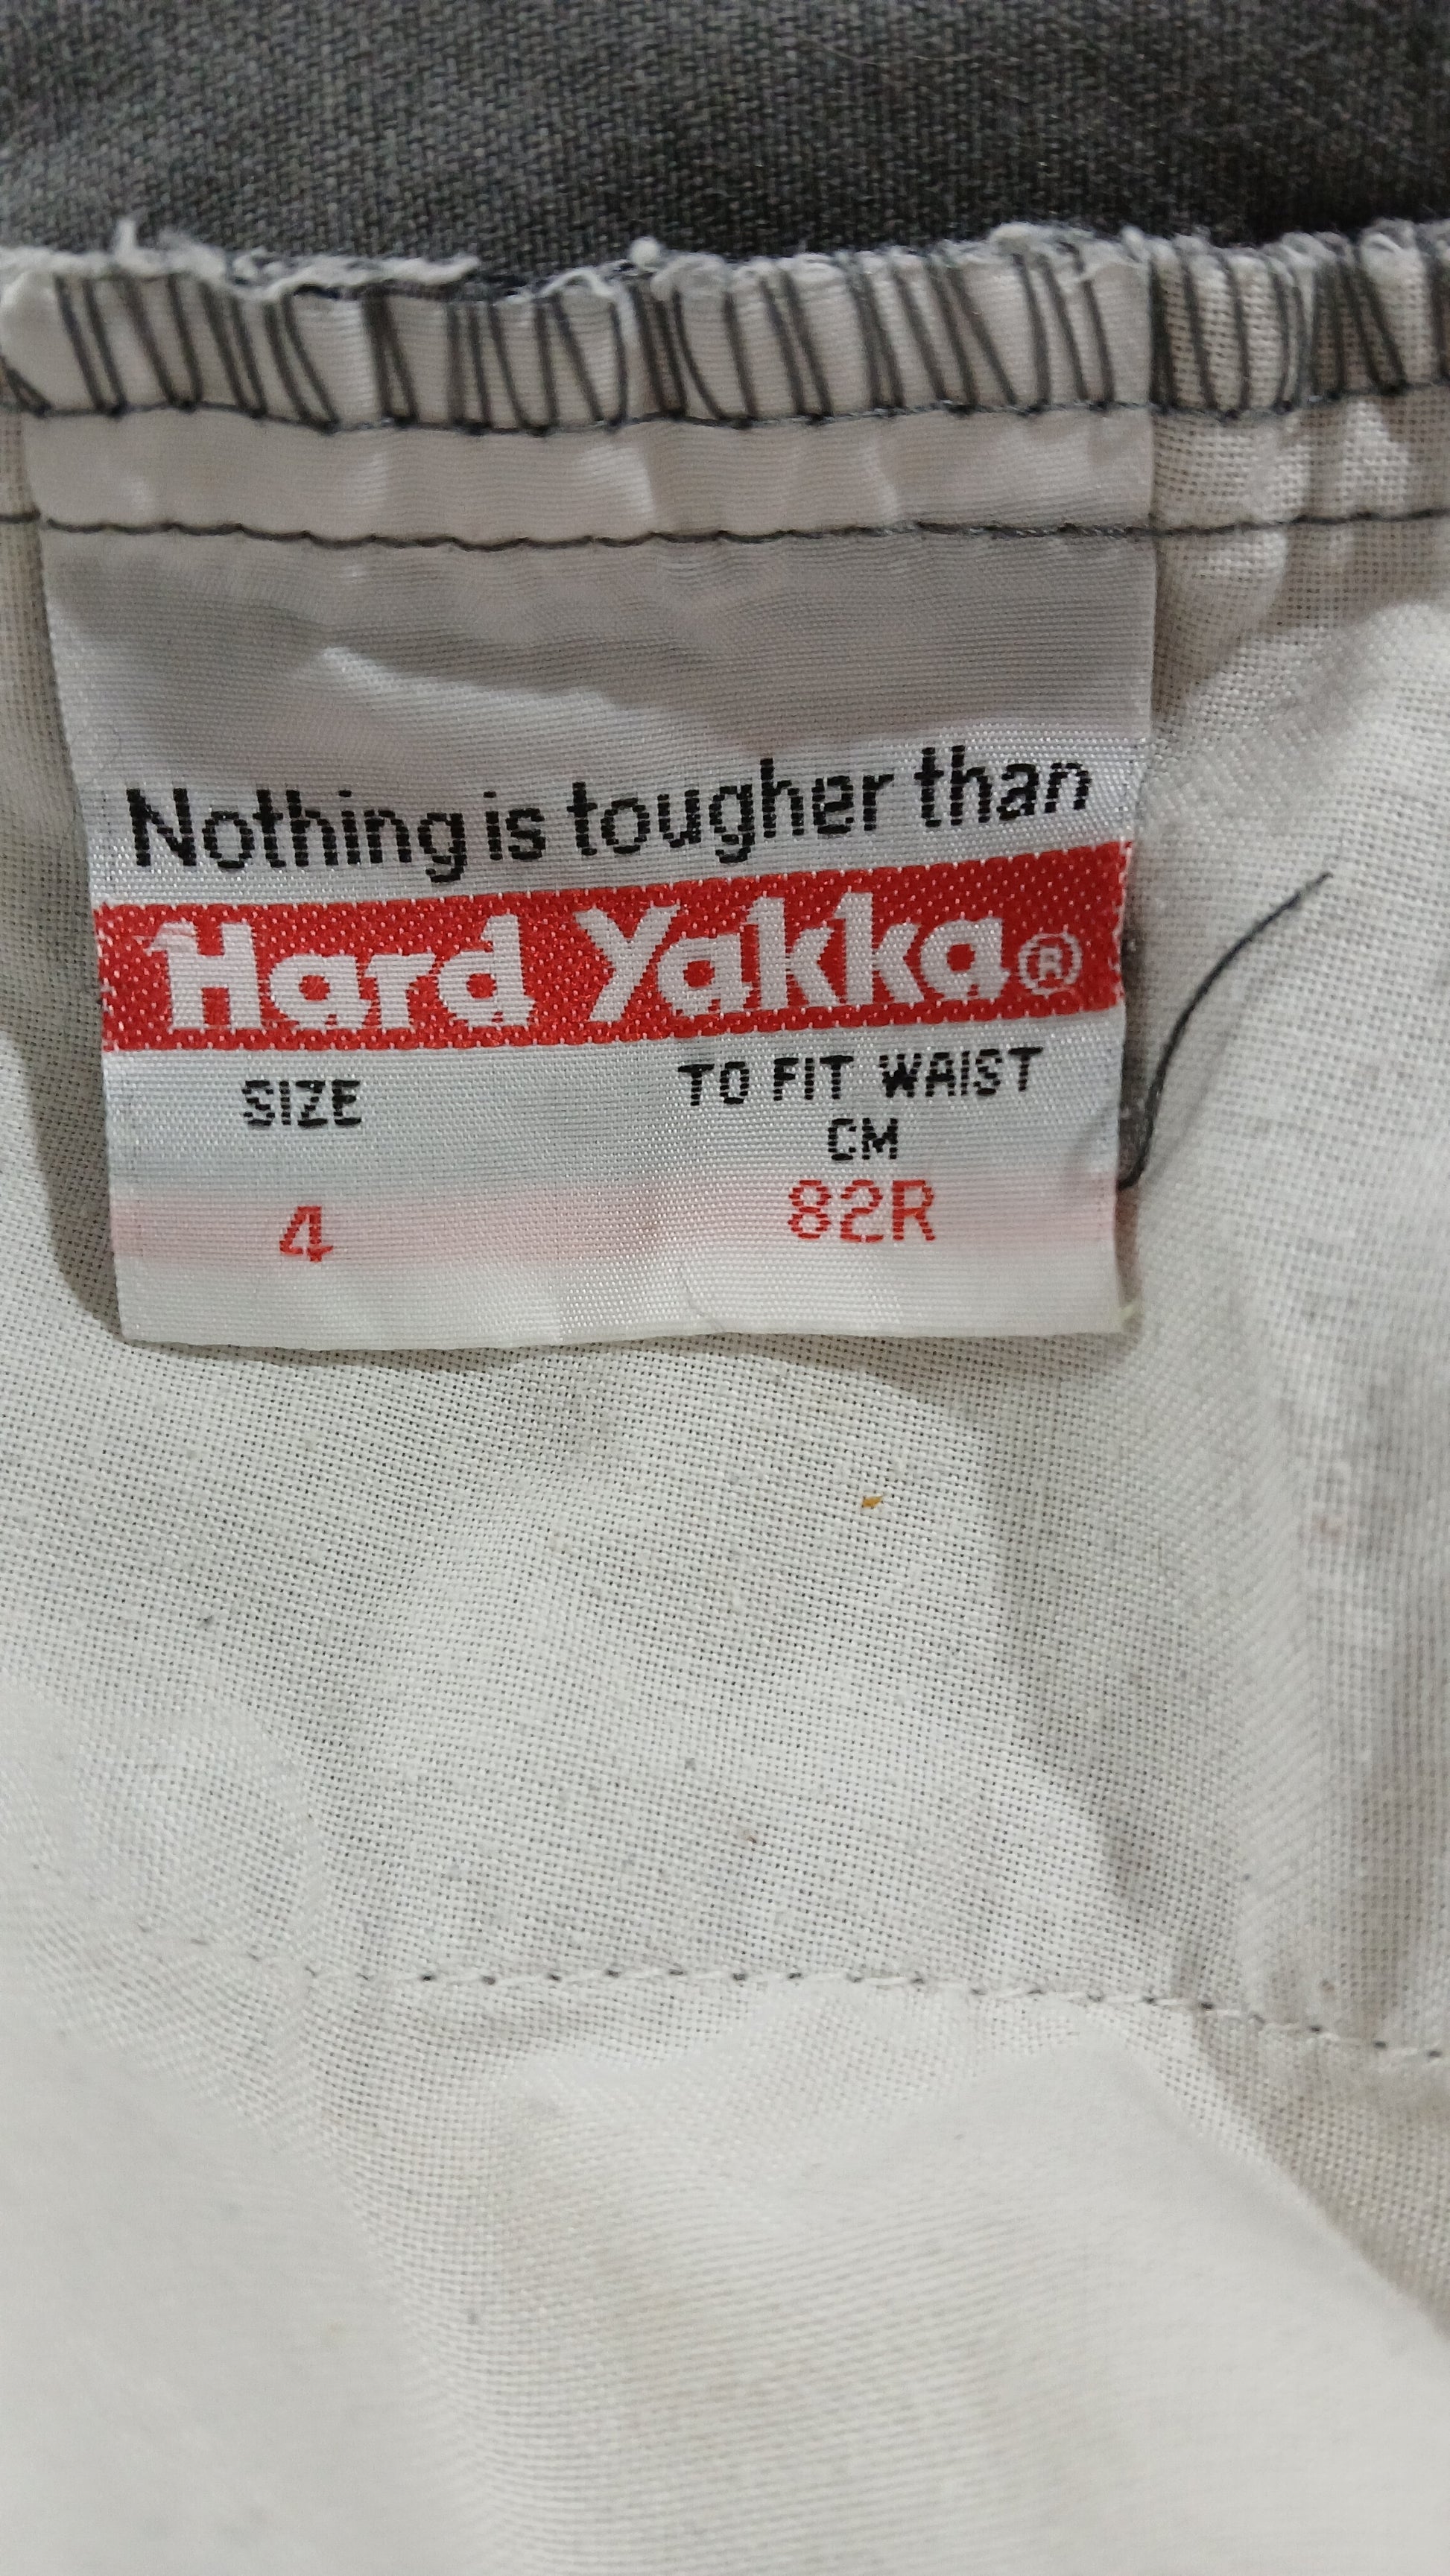 Nothing is tougher than
Hard Yakka®
SIZE
4
TO FIT WAIST
CM
82R